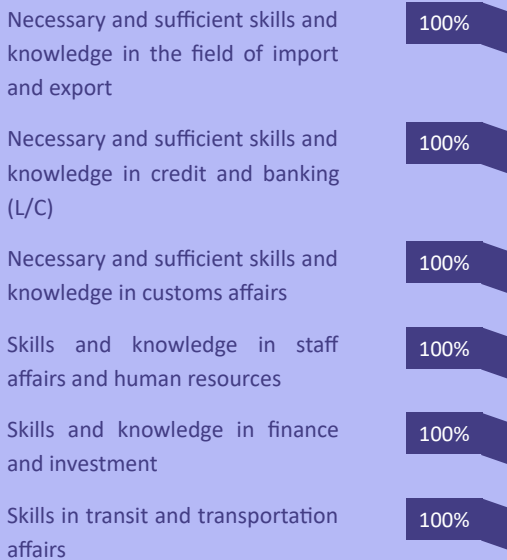 Necessary and sufficient skills and 100%
knowledge in the field of import
and export
Necessary and sufficient skills and 100%
knowledge in credit and banking
(L/C)
Necessary and sufficient skills and 100%
knowledge in customs affairs
Skills and knowledge in staff 100%
affairs and human resources
Skills and knowledge in finance 100%
and investment
Skills in transit and transportation 100%
affairs